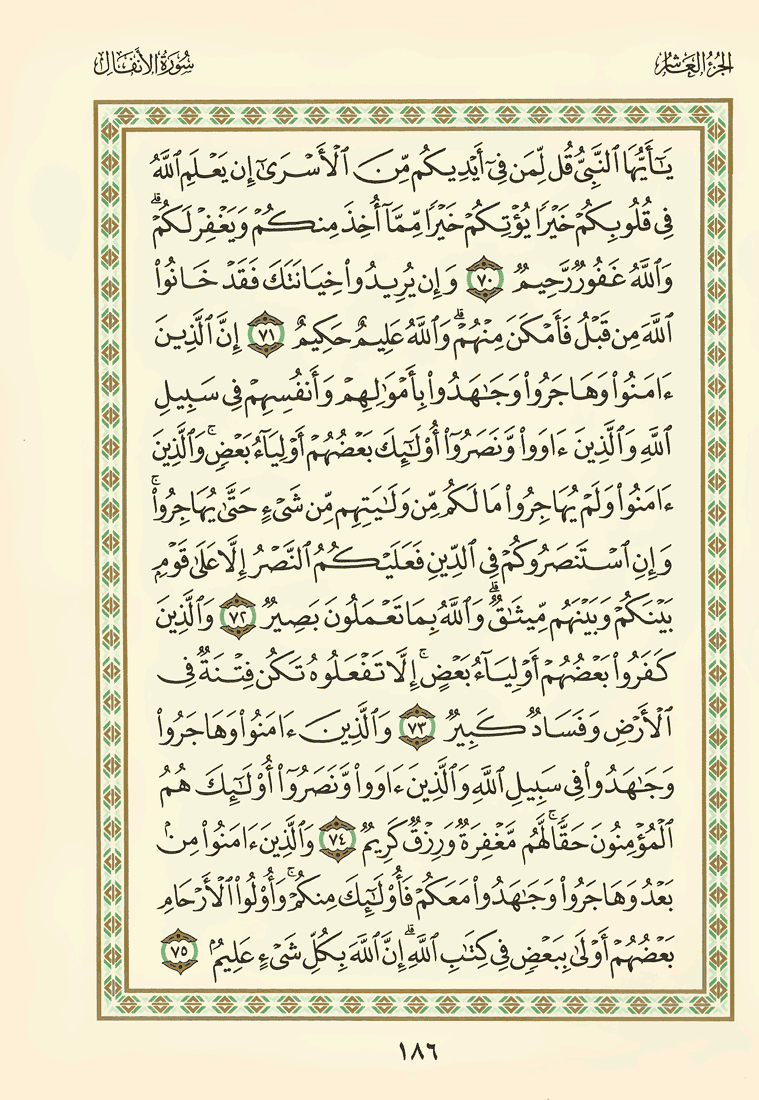 الجزء العاشر
سورة الأنفال
يَـٰٓأَيُّهَا ٱلنَّبِىُّ قُل لِّمَن فِىٓ أَيْدِيكُم مِّنَ ٱلْأَسْرَىٰٓ إِن يَعْلَمِ ٱللَّهُ
فِى قُلُوبِكُمْ خَيْرًا يُؤْتِكُمْ خَيْرًا مِّمَّآ أُخِذَ مِنكُمْ وَيَغْفِرْ لَكُمْ ۗ
وَٱللَّهُ غَفُورٌ رَّحِيمٌ ٧٠ وَإِن يُرِيدُوا۟ خِيَانَتَكَ فَقَدْ خَانُوا۟
ٱللَّهَ مِن قَبْلُ فَأَمْكَنَ مِنْهُمْ ۗ وَٱللَّهُ عَلِيمٌ حَكِيمٌ ٧١ إِنَّ ٱلَّذِينَ
ءَامَنُوا۟ وَهَاجَرُوا۟ وَجَـٰهَدُوا۟ بِأَمْوَٰلِهِمْ وَأَنفُسِهِمْ فِى سَبِيلِ
ٱللَّهِ وَٱلَّذِينَ ءَاوَوا۟ وَّنَصَرُوٓا۟ أُو۟لَـٰٓئِكَ بَعْضُهُمْ أَوْلِيَآءُ بَعْضٍ ۚ وَٱلَّذِينَ
ءَامَنُوا۟ وَلَمْ يُهَاجِرُوا۟ مَا لَكُم مِّن وَلَـٰيَتِهِم مِّن شَىْءٍ حَتَّىٰ يُهَاجِرُوا۟ ۚ
وَإِنِ ٱسْتَنصَرُوكُمْ فِى ٱلدِّينِ فَعَلَيْكُمُ ٱلنَّصْرُ إِلَّا عَلَىٰ قَوْمٍۭ
بَيْنَكُمْ وَبَيْنَهُم مِّيثَـٰقٌ ۗ وَٱللَّهُ بِمَا تَعْمَلُونَ بَصِيرٌ ٧٢ وَٱلَّذِينَ
كَفَرُوا۟ بَعْضُهُمْ أَوْلِيَآءُ بَعْضٍ ۚ إِلَّا تَفْعَلُوهُ تَكُن فِتْنَةٌ فِى
ٱلْأَرْضِ وَفَسَادٌ كَبِيرٌ ٧٣ وَٱلَّذِينَ ءَامَنُوا۟ وَهَاجَرُوا۟
وَجَـٰهَدُوا۟ فِى سَبِيلِ ٱللَّهِ وَٱلَّذِينَ ءَاوَوا۟ وَّنَصَرُوٓا۟ أُو۟لَـٰٓئِكَ هُمُ
ٱلْمُؤْمِنُونَ حَقًّا ۚ لَّهُم مَّغْفِرَةٌ وَرِزْقٌ كَرِيمٌ ٧٤ وَٱلَّذِينَ ءَامَنُوا۟ مِنۢ
بَعْدُ وَهَاجَرُوا۟ وَجَـٰهَدُوا۟ مَعَكُمْ فَأُو۟لَـٰٓئِكَ مِنكُمْ ۚ وَأُو۟لُوا۟ ٱلْأَرْحَامِ
بَعْضُهُمْ أَوْلَىٰ بِبَعْضٍ فِى كِتَـٰبِ ٱللَّهِ ۗ إِنَّ ٱللَّهَ بِكُلِّ شَىْءٍ عَلِيمٌۢ ٧٥
١٨٦